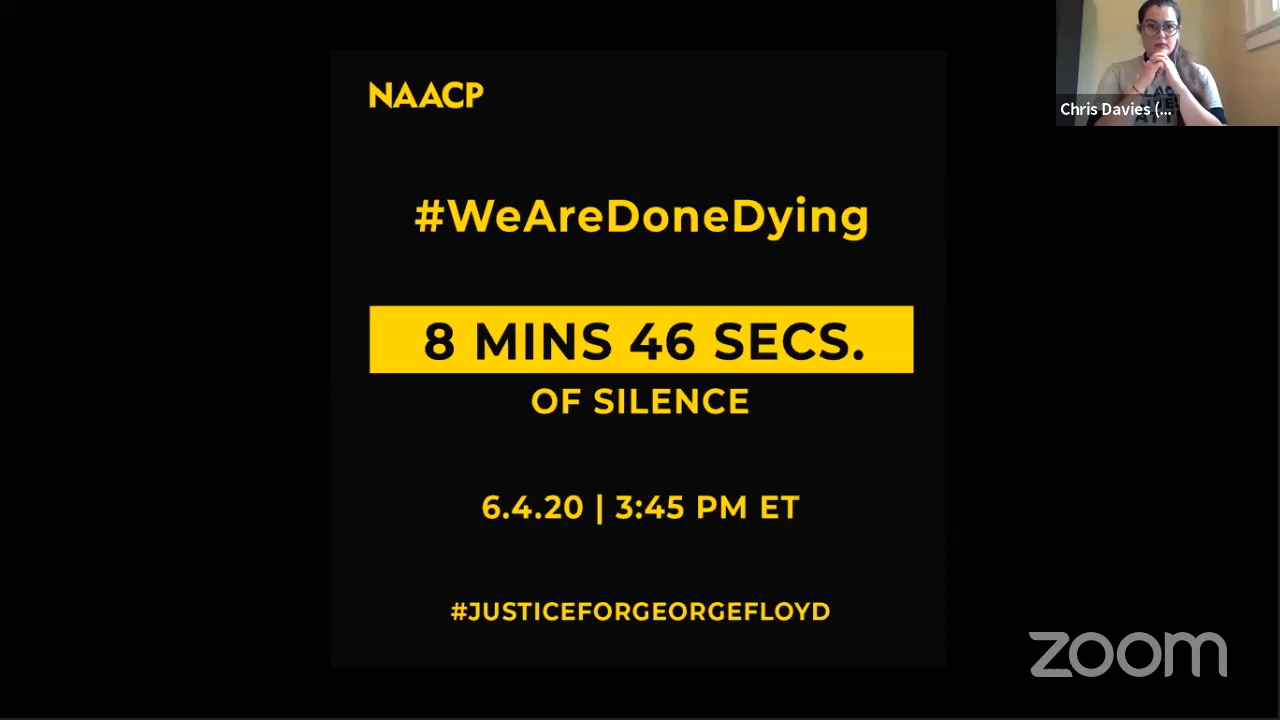 NAACP
Chris Davies (...
#WeAreDoneDying
8 MINS 46 SECS.
OF SILENCE
6.4.20 | 3:45 PM ET
#JUSTICEFORGEORGEFLOYD
zoom